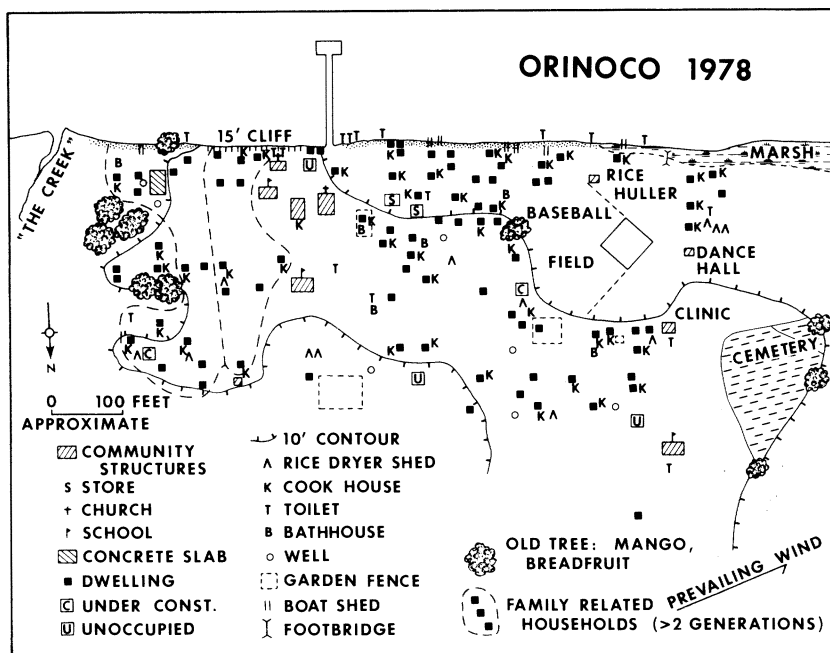 ORINOCO 1978
"THE CREEK"
15' CLIFF
MARSH
RICE
HULLER
BASEBALL
FIELD
DANCE
HALL
CLINIC
CEMETERY
N
0 100 FEET
APPROXIMATE
COMMUNITY
STRUCTURES
S STORE
CHURCH
SCHOOL
CONCRETE SLAB
DWELLING
C UNDER CONST.
U UNOCCUPIED
10' CONTOUR
RICE DRYER SHED
K COOK HOUSE
T TOILET
B BATHHOUSE
WELL
GARDEN FENCE
BOAT SHED
FOOTBRIDGE
OLD TREE: MANGO,
BREADFRUIT
PREVAILING WIND
FAMILY RELATED
HOUSEHOLDS (>2 GENERATIONS)